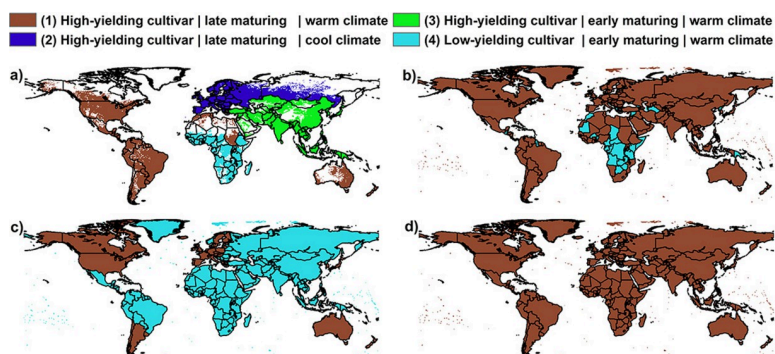 (1) High-yielding cultivar | late maturing | warm climate
(2) High-yielding cultivar | late maturing | cool climate
(3) High-yielding cultivar | early maturing | warm climate
(4) Low-yielding cultivar | early maturing | warm climate
a)
b)
c)
d)